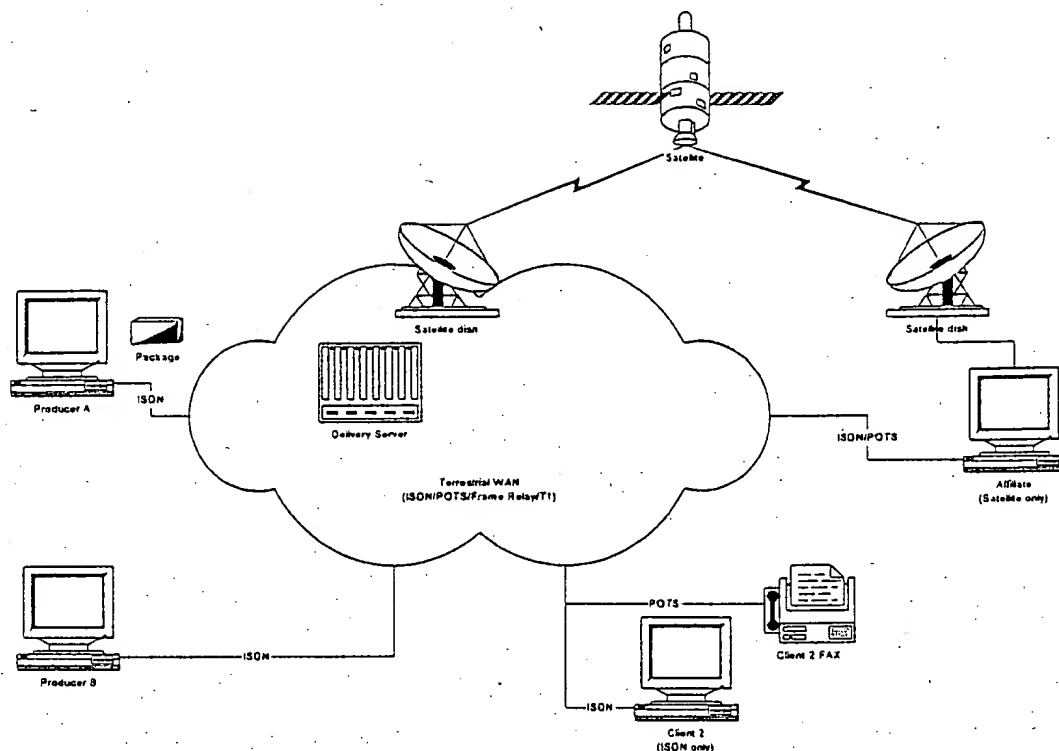 Satellite
Satellite dish
Satellite dish
Package
Producer A
ISDN
Delivery Server
ISDN/POTS
Affiliate
(Satellite only)
Terrestrial WAN
(ISDN/POTS/Frame Relay/T1)
POTS
Client 2 FAX
Producer B
ISDN
ISDN
Client 2
(ISDN only)